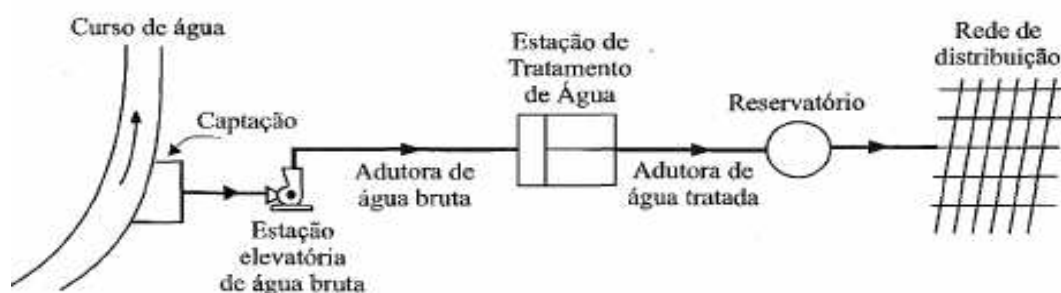 Curso de água
Captação
Estação
elevatória
de água bruta
Adutora de
água bruta
Estação de
Tratamento
de Água
Adutora de
água tratada
Reservatório
Rede de
distribuição